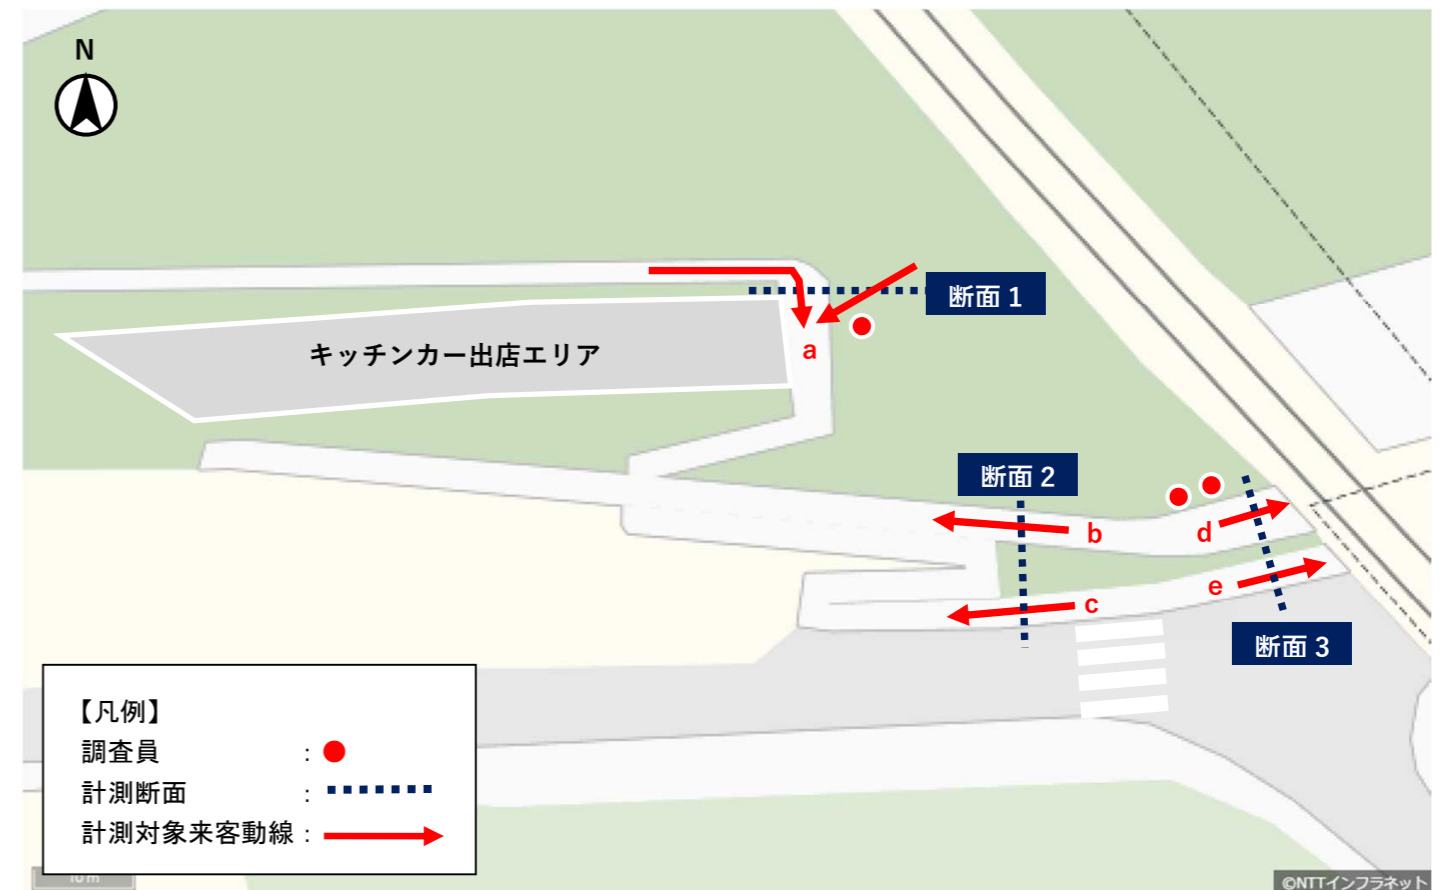 N
断面 1
キッチンカー出店エリア
a
断面 2
b
d
c
e
断面 3
【凡例】
調査員 :
計測断面 :
計測対象来客動線 :
10 m
©NTTインフラネット